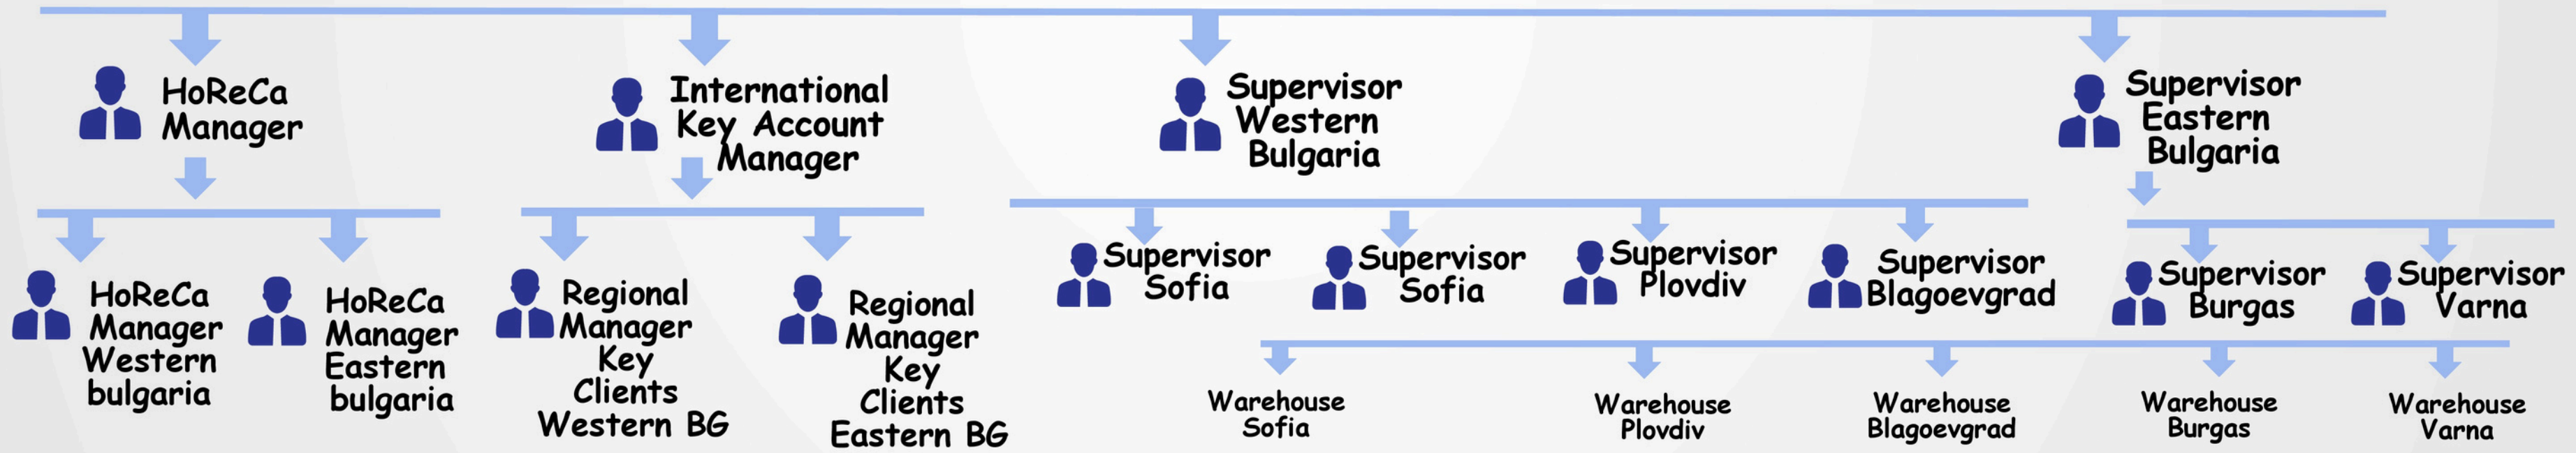 HoReCa
Manager
International
Key Account
Manager
Supervisor
Western
Bulgaria
Supervisor
Eastern
Bulgaria
HoReCa
Manager
Western
bulgaria
HoReCa
Manager
Eastern
bulgaria
Regional
Manager
Key
Clients
Western BG
Regional
Manager
Key
Clients
Eastern BG
Supervisor
Sofia
Supervisor
Sofia
Supervisor
Plovdiv
Supervisor
Blagoevgrad
Supervisor
Burgas
Supervisor
Varna
Warehouse
Sofia
Warehouse
Plovdiv
Warehouse
Blagoevgrad
Warehouse
Burgas
Warehouse
Varna